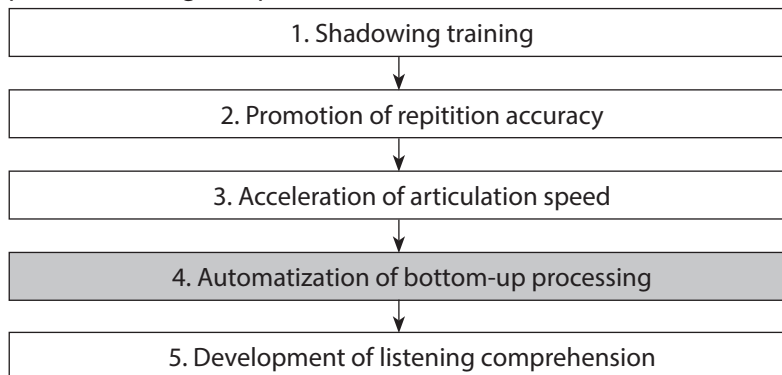 1. Shadowing training
2. Promotion of repitition accuracy
3. Acceleration of articulation speed
4. Automatization of bottom-up processing
5. Development of listening comprehension